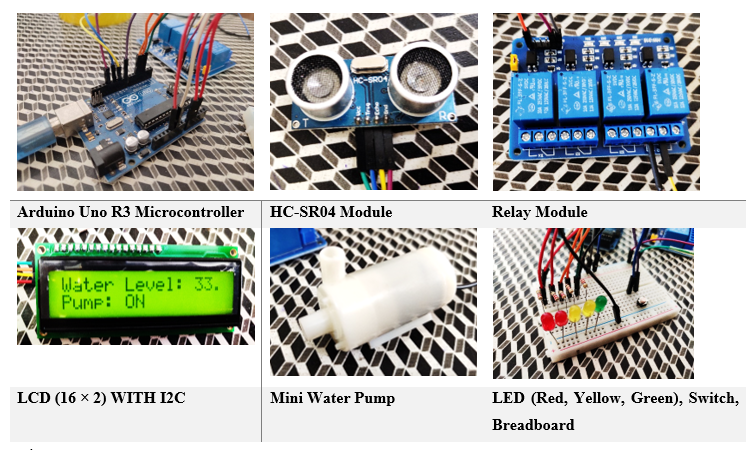 HC-SR04
T
R
Arduino Uno R3 Microcontroller
HC-SR04 Module
Relay Module
Water Level: 33.
Pump: ON
LCD (16 × 2) WITH I2C
Mini Water Pump
LED (Red, Yellow, Green), Switch,
Breadboard